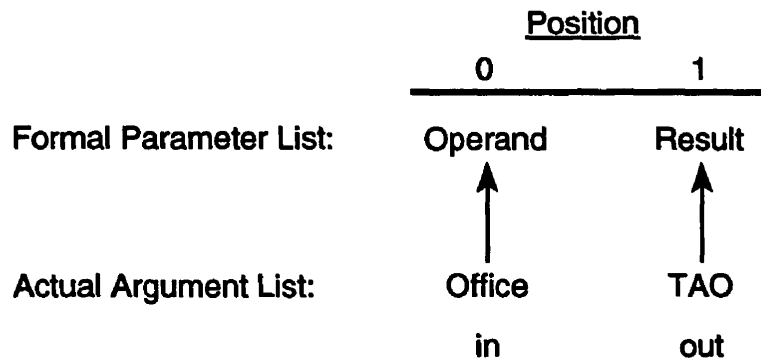 Position
0 1
Formal Parameter List: Operand Result
Actual Argument List: Office TAO
in out